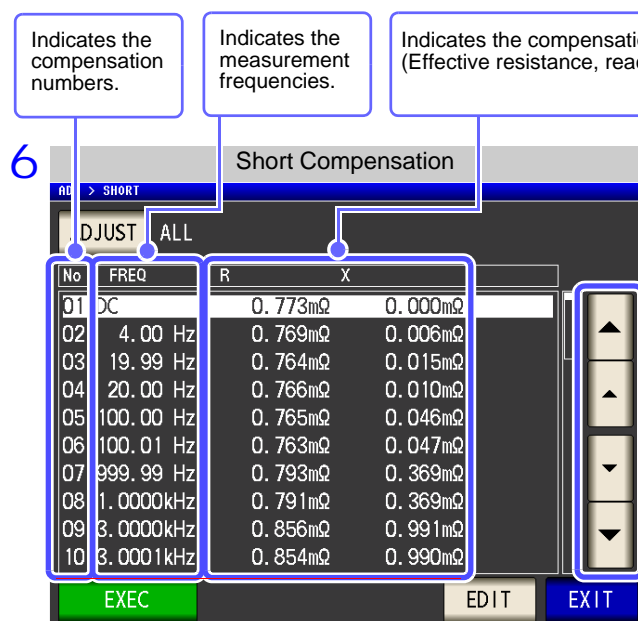 Indicates the
compensation
numbers.
Indicates the
measurement
frequencies.
Indicates the
(Effective resistance,
6
Short Compensation
> SHORT
ADJUST ALL
No FREQ R X
01 DC 0.773mΩ 0.000mΩ
02 4.00 Hz 0.769mΩ 0.006mΩ
03 19.99 Hz 0.764mΩ 0.015mΩ
04 20.00 Hz 0.766mΩ 0.010mΩ
05 100.00 Hz 0.765mΩ 0.046mΩ
06 100.01 Hz 0.763mΩ 0.047mΩ
07 999.99 Hz 0.793mΩ 0.369mΩ
08 1.0000kHz 0.791mΩ 0.369mΩ
09 3.0000kHz 0.856mΩ 0.991mΩ
10 3.0001kHz 0.854mΩ 0.990mΩ
EXEC EDIT EXIT